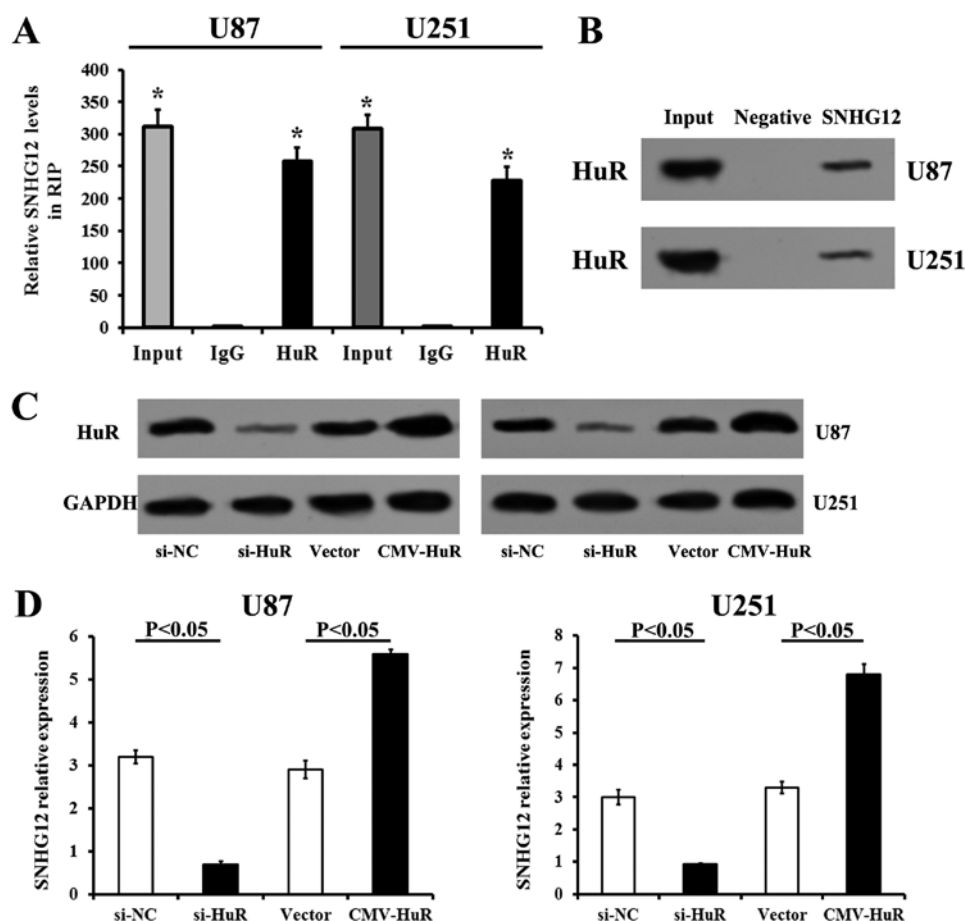 A
U87
U251
Relative SNHG12 levels
in RIP
400
350
300
250
200
150
100
50
0
*
*
*
*
Input
IgG
HuR
Input
IgG
HuR
B
Input
Negative
SNHG12
HuR
U87
HuR
U251
C
HuR
U87
GAPDH
U251
si-NC
si-HuR
Vector
CMV-HuR
si-NC
si-HuR
Vector
CMV-HuR
D
U87
P<0.05
P<0.05
SNHG12 relative expression
6
5
4
3
2
1
0
si-NC
si-HuR
Vector
CMV-HuR
U251
P<0.05
P<0.05
SNHG12 relative expression
8
7
6
5
4
3
2
1
0
si-NC
si-HuR
Vector
CMV-HuR